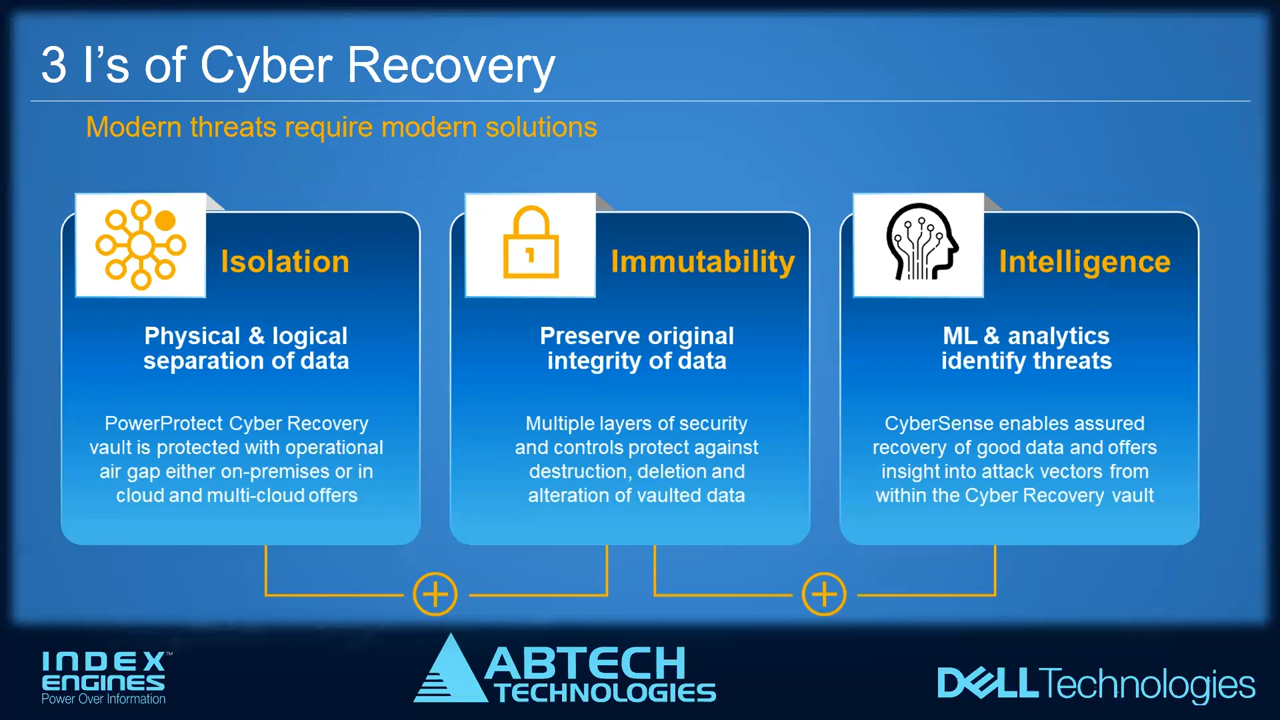 3 I's of Cyber Recovery
Modern threats require modern solutions
Isolation
Physical & logical
separation of data
PowerProtect Cyber Recovery
vault is protected with operational
air gap either on-premises or in
cloud and multi-cloud offers
1
Immutability
Preserve original
integrity of data
Multiple layers of security
and controls protect against
destruction, deletion and
alteration of vaulted data
Intelligence
ML & analytics
identify threats
CyberSense enables assured
recovery of good data and offers
insight into attack vectors from
within the Cyber Recovery vault
INDEX™
ENGINES
Power Over Information
ABTECH
TECHNOLOGIES
DELLTechnologies